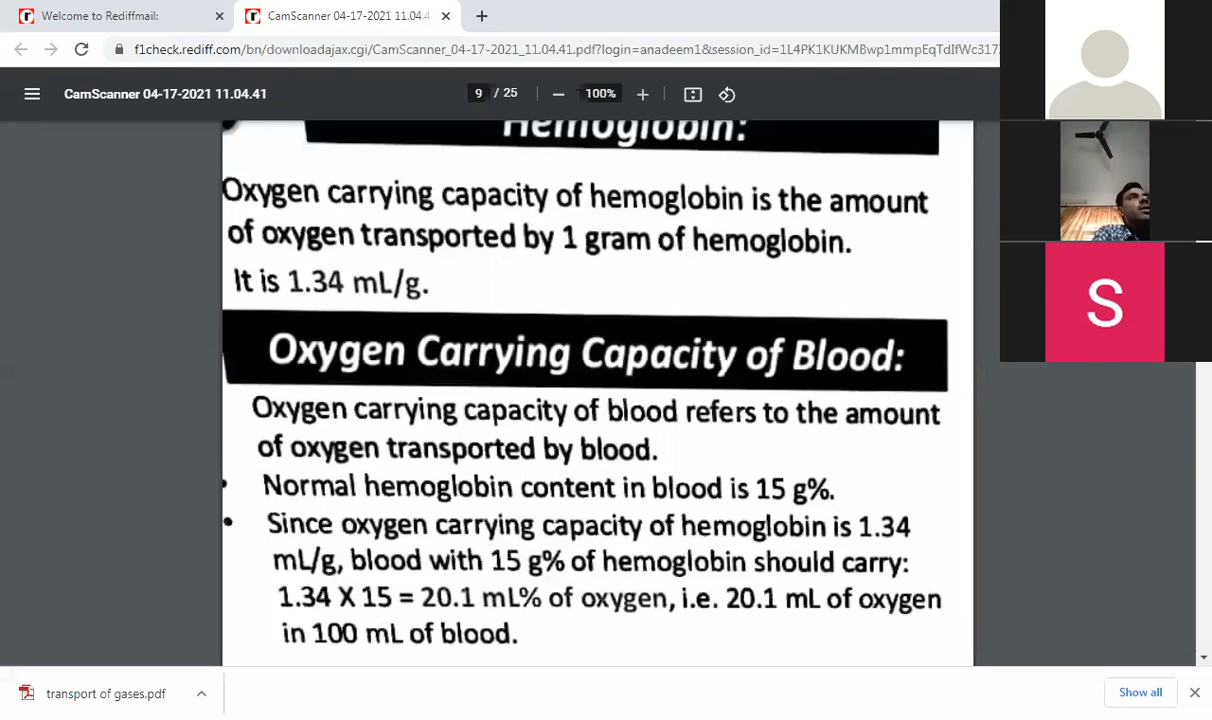 Welcome to Rediffmail:
CamScanner 04-17-2021 11.04.4
f1check.rediff.com/bn/downloadajax.cgi/CamScanner_04-17-2021_11.04.41.pdf?login=anadeem1&session_id=1L4PK1KUKMBwp1mmpEqTdIfWc317
CamScanner 04-17-2021 11.04.41
9 / 25
100%
Hemoglobin:
Oxygen carrying capacity of hemoglobin is the amount
of oxygen transported by 1 gram of hemoglobin.
It is 1.34 mL/g.
Oxygen Carrying Capacity of Blood:
Oxygen carrying capacity of blood refers to the amount
of oxygen transported by blood.
• Normal hemoglobin content in blood is 15 g%.
• Since oxygen carrying capacity of hemoglobin is 1.34
mL/g, blood with 15 g% of hemoglobin should carry:
1.34 X 15 = 20.1 mL% of oxygen, i.e. 20.1 mL of oxygen
in 100 mL of blood.
S
transport of gases.pdf
Show all